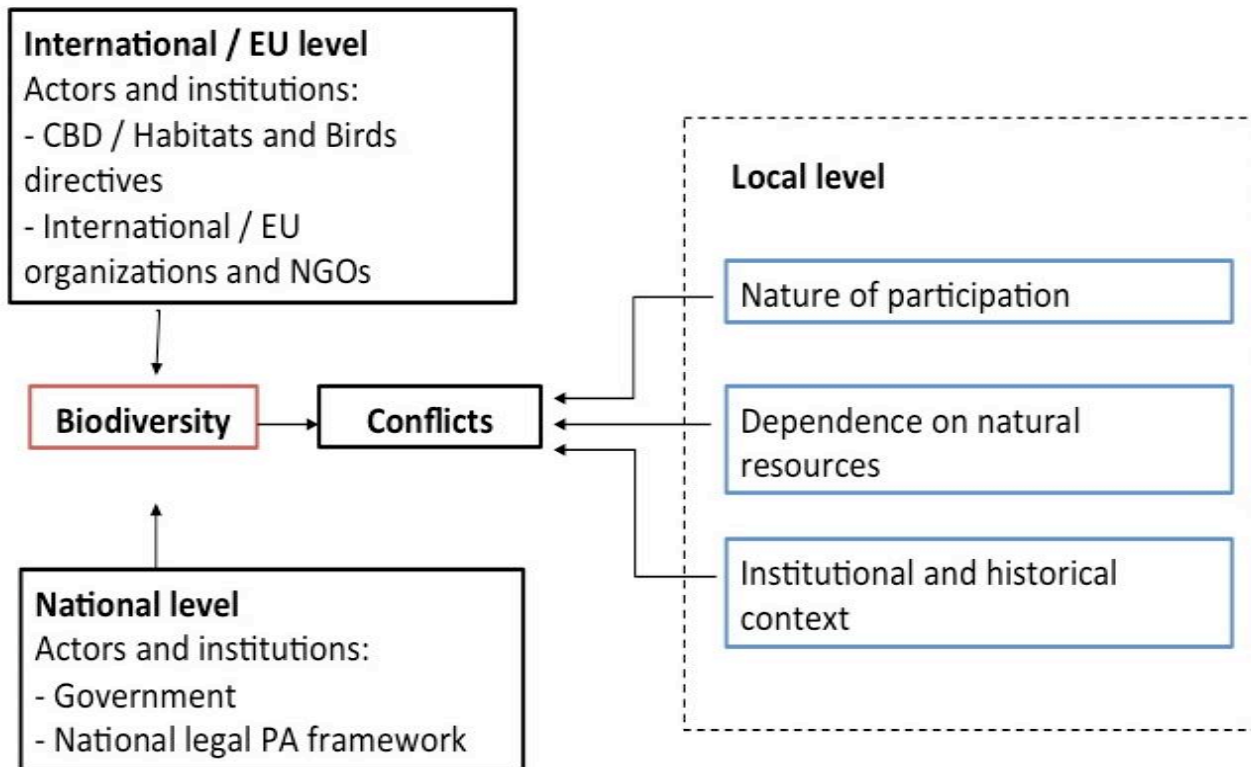 International / EU level
Actors and institutions:
- CBD / Habitats and Birds
directives
- International / EU
organizations and NGOs
Biodiversity
Conflicts
National level
Actors and institutions:
- Government
- National legal PA framework
Local level
Nature of participation
Dependence on natural
resources
Institutional and historical
context